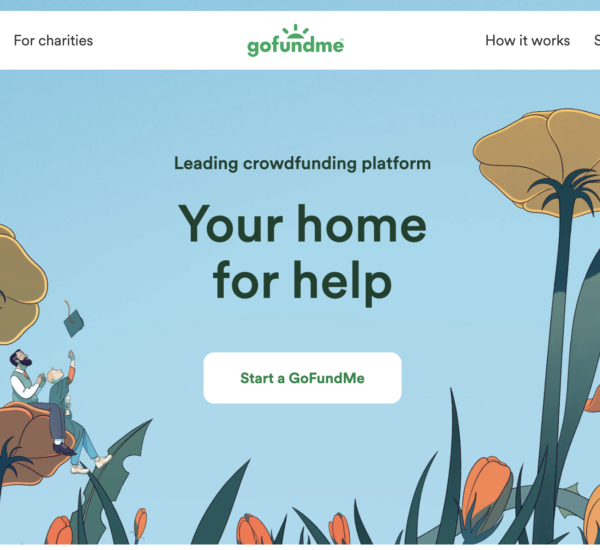 For charities
gofundme
How it works
Leading crowdfunding platform
Your home
for help
Start a GoFundMe